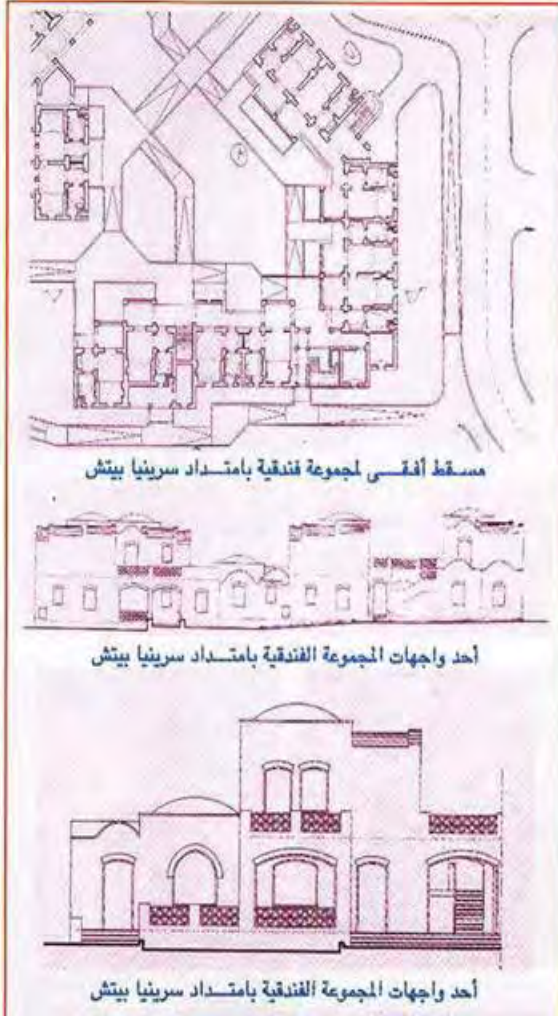 مسقط أفقى لمجموعة فندقية بامتداد سرينيا بيتش
أحد واجهات المجموعة الفندقية بامتداد سرينيا بيتش
أحد واجهات المجموعة الفندقية بامتداد سرينيا بيتش